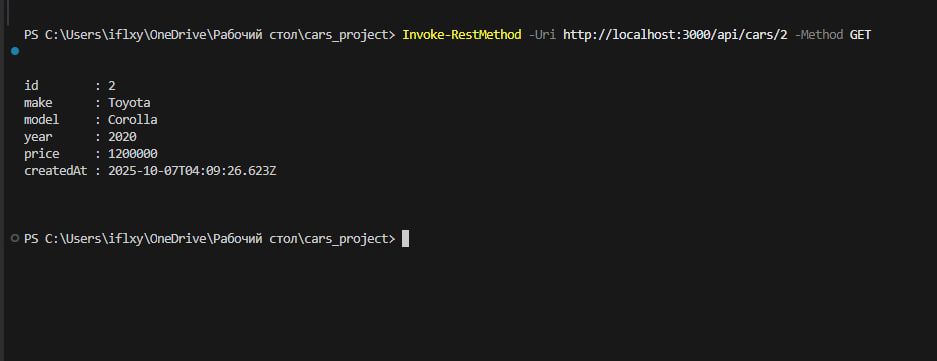 PS C:\Users\iflxy\OneDrive\Рабочий стол\cars_project> Invoke-RestMethod -Uri http://localhost:3000/api/cars/2 -Method GET
id        : 2
make      : Toyota
model     : Corolla
year      : 2020
price     : 1200000
createdAt : 2025-10-07T04:09:26.623Z
PS C:\Users\iflxy\OneDrive\Рабочий стол\cars_project>